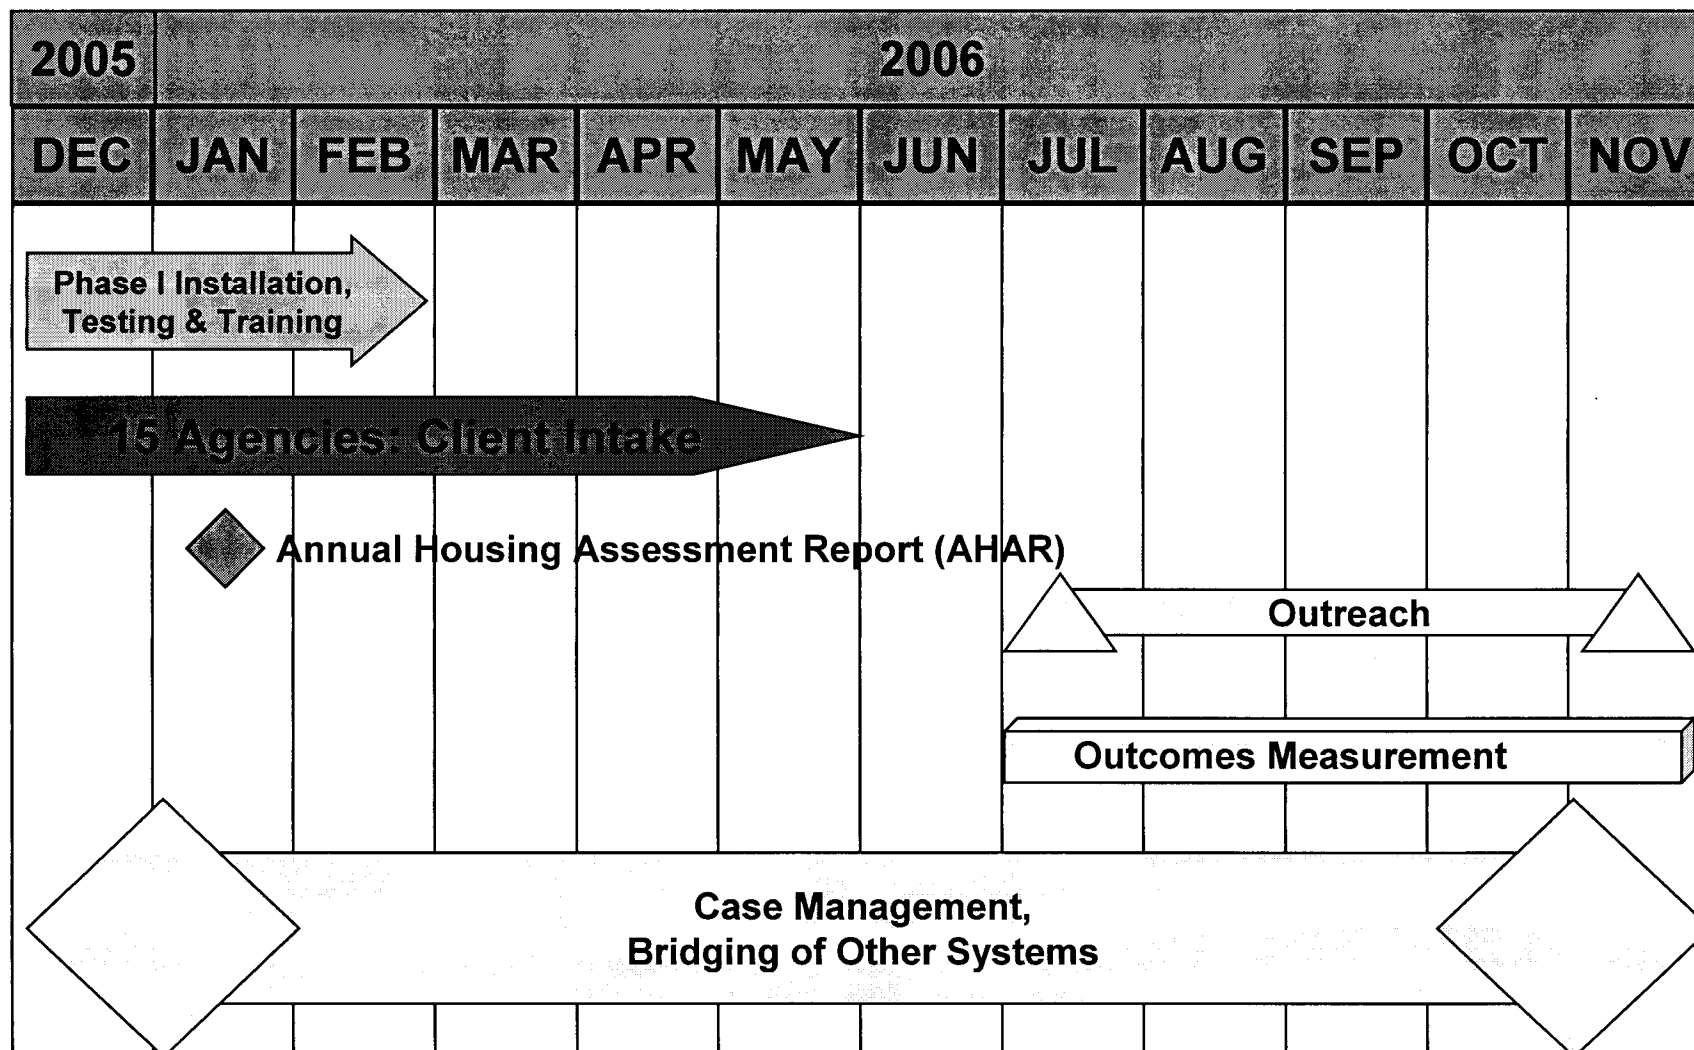 2005 2006
DEC JAN FEB MAR APR MAY JUN JUL AUG SEP OCT NOV
Phase I Installation,
Testing & Training
15 Agencies: Client Intake
Annual Housing Assessment Report (AHAR)
Outreach
Outcomes Measurement
Case Management,
Bridging of Other Systems